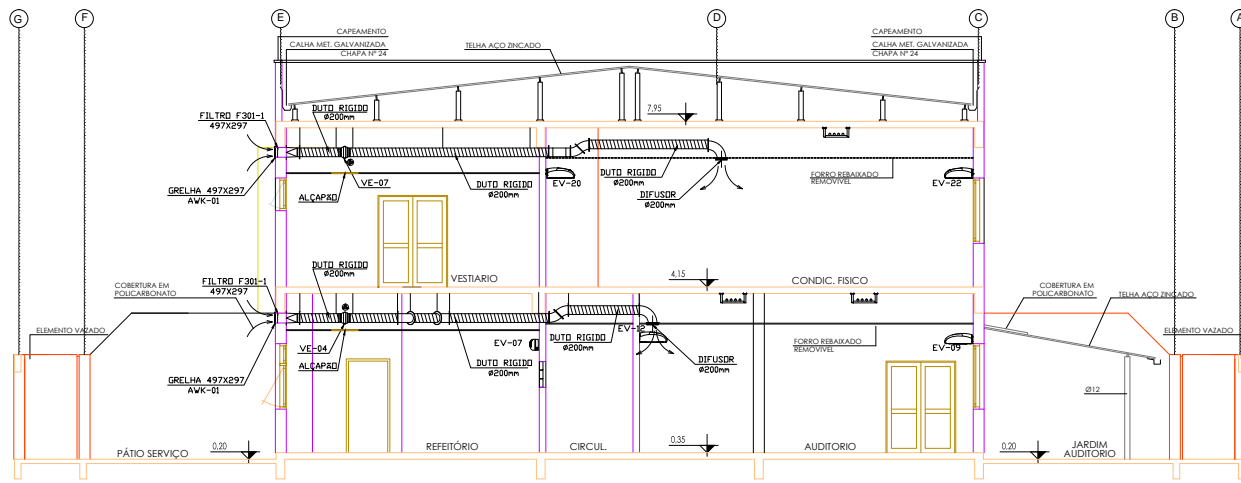 G
F
E
D
C
B
A
CAPEAMENTO
CALHA MET. GALVANIZADA
CHAPA Nº 24
TELHA AÇO ZINCADO
CAPEAMENTO
CALHA MET. GALVANIZADA
CHAPA Nº 24
FILTRO F301-1
497X297
DUTO RIGIDO
Ø200mm
7,95
GRELHA 497X297
AWK-01
ALÇAPÃO
VE-07
DUTO RIGIDO
Ø200mm
EV-20
DUTO RIGIDO
Ø200mm
DIFUSOR
Ø200mm
FORRO REBAIXADO
REMOVIVEL
EV-22
VESTIARIO
4,15
CONDIC. FISICO
COBERTURA EM
POLICARBONATO
FILTRO F301-1
497X297
DUTO RIGIDO
Ø200mm
COBERTURA EM
POLICARBONATO
TELHA AÇO ZINCADO
ELEMENTO VAZADO
ELEMENTO VAZADO
VE-04
ALÇAPÃO
GRELHA 497X297
AWK-01
EV-07
DUTO RIGIDO
Ø200mm
EV-12
DUTO RIGIDO
Ø200mm
DIFUSOR
Ø200mm
FORRO REBAIXADO
REMOVIVEL
EV-09
Ø12
PÁTIO SERVIÇO
0,20
REFEITÓRIO
CIRCUL.
0,35
AUDITORIO
0,20
JARDIM
AUDITORIO